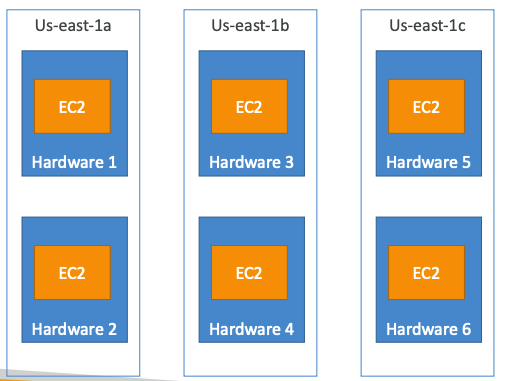 Us-east-1a
EC2
Hardware 1
EC2
Hardware 2
Us-east-1b
EC2
Hardware 3
EC2
Hardware 4
Us-east-1c
EC2
Hardware 5
EC2
Hardware 6